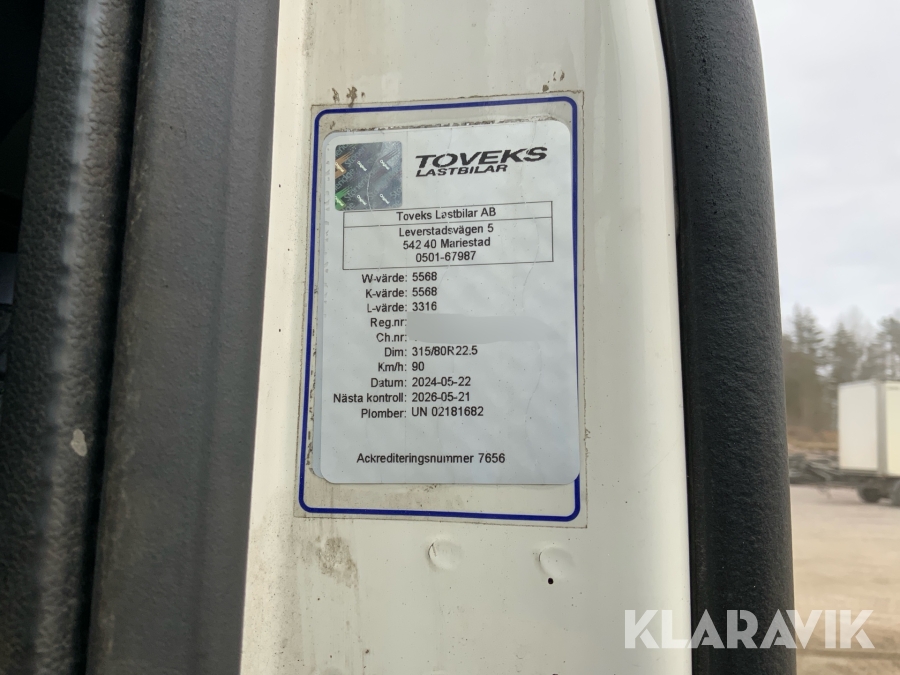 KLARAVIK
TOVEKS
LASTBILAR
Toveks Lastbilar AB
Leverstadsvägen 5
542 40 Mariestad
0501-67987
W-värde: 5568
K-värde: 5568
L-värde: 3316
Reg.nr:
Ch.nr:
Dim: 315/80R22.5
Km/h: 90
Datum: 2024-05-22
Nästa kontroll: 2026-05-21
Plomber: UN 02181682
Ackrediteringsnummer 7656
KLARAVIK